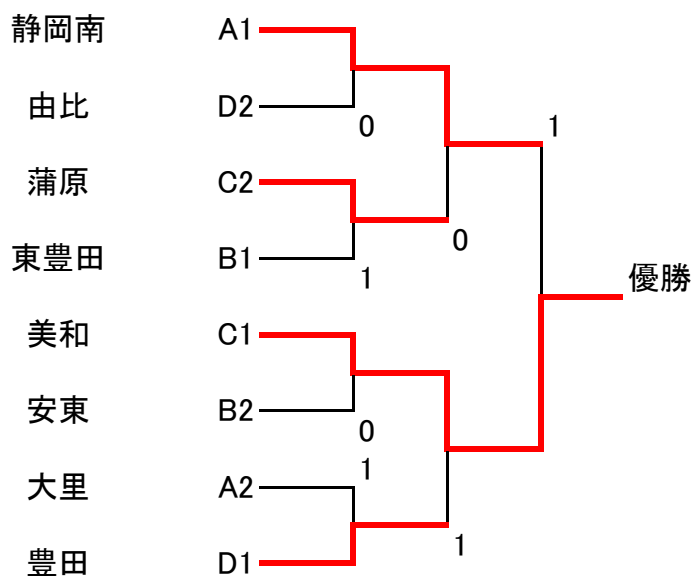 静岡南 A1
由比 D2
0
1
蒲原 C2
0
東豊田 B1
1
優勝
美和 C1
安東 B2
0
1
大里 A2
1
豊田 D1